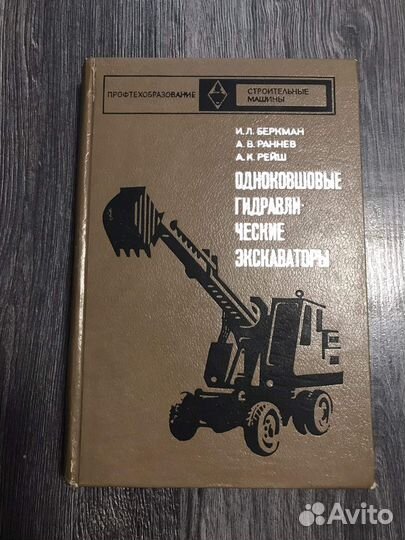 ПРОФТЕХОБРАЗОВАНИЕ
СТРОИТЕЛЬНЫЕ
МАШИНЫ
И. Л. БЕРКМАН
А. В. РАННЕВ
А. К. РЕЙШ
ОДНОКОВШОВЫЕ
ГИДРАВЛИ-
ЧЕСКИЕ
ЭКСКАВАТОРЫ
Avito